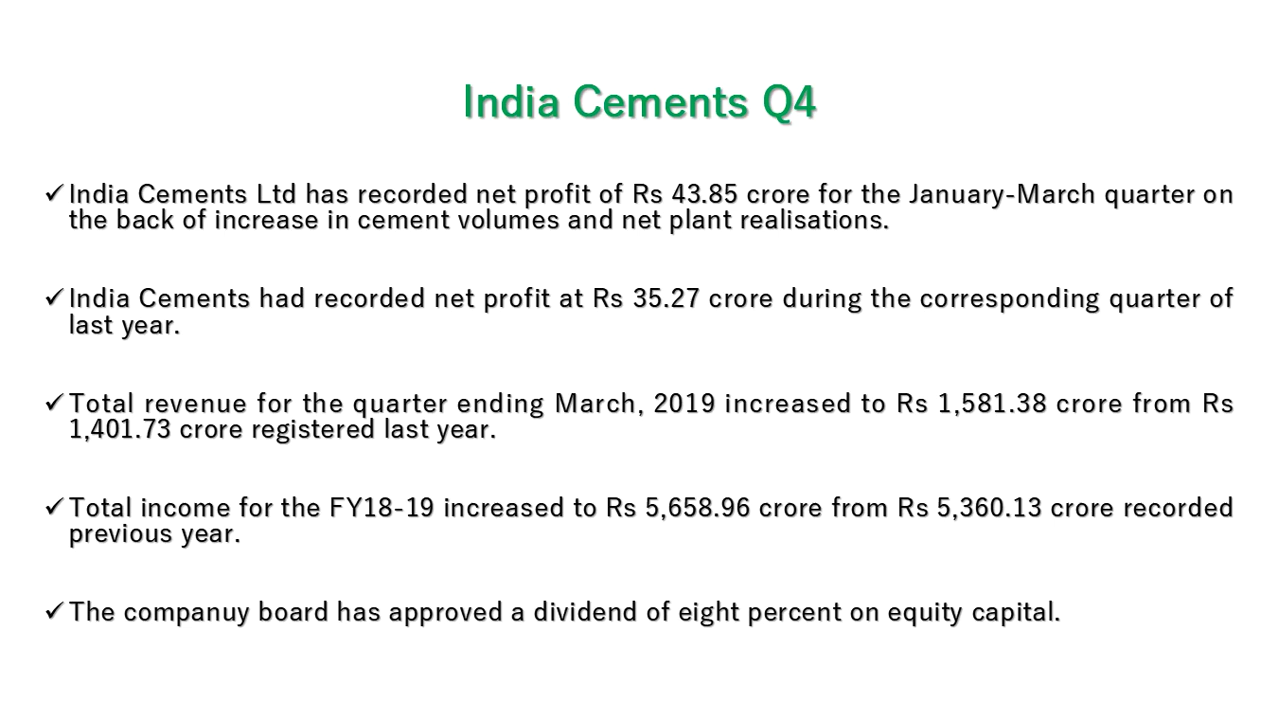 India Cements Q4
✓ India Cements Ltd has recorded net profit of Rs 43.85 crore for the January-March quarter on
the back of increase in cement volumes and net plant realisations.
✓ India Cements had recorded net profit at Rs 35.27 crore during the corresponding quarter of
last year.
✓ Total revenue for the quarter ending March, 2019 increased to Rs 1,581.38 crore from Rs
1,401.73 crore registered last year.
✓ Total income for the FY18-19 increased to Rs 5,658.96 crore from Rs 5,360.13 crore recorded
previous year.
✓ The companuy board has approved a dividend of eight percent on equity capital.